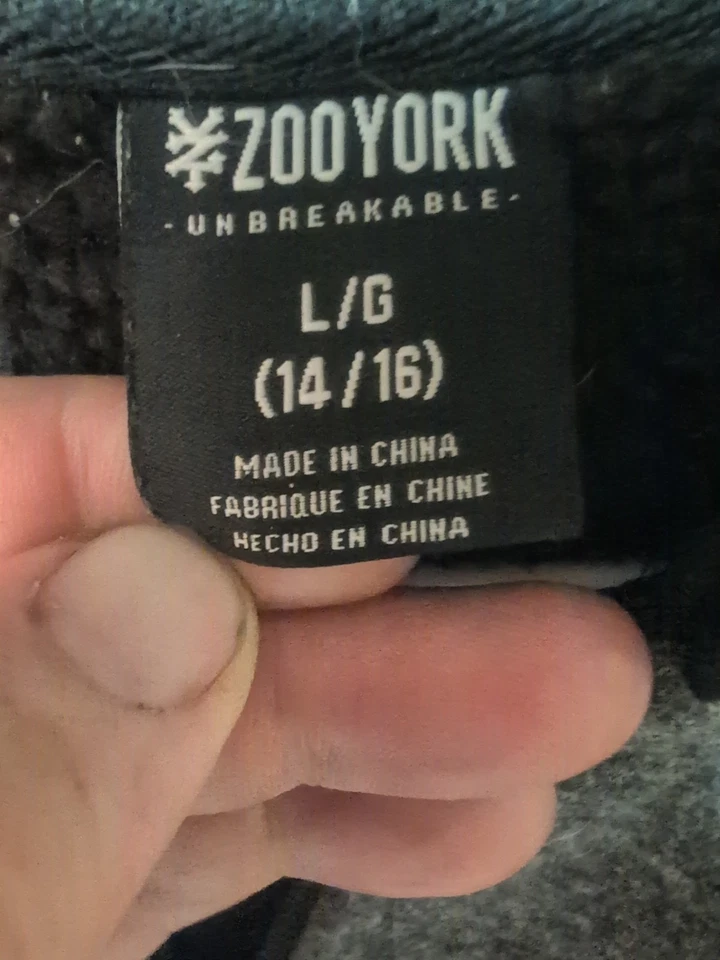 ZOOYORK
-UNBREAKABLE-
L/G
(14/16)
MADE IN CHINA
FABRIQUE EN CHINE
HECHO EN CHINA